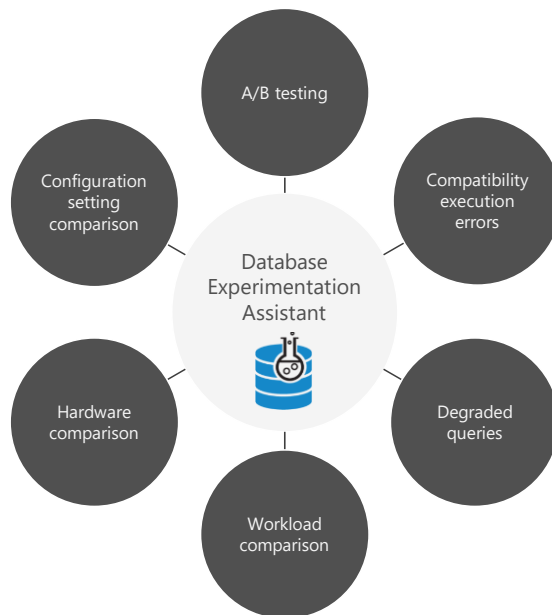 A/B testing
Configuration
setting
comparison
Compatibility
execution
errors
Database
Experimentation
Assistant
Hardware
comparison
Degraded
queries
Workload
comparison